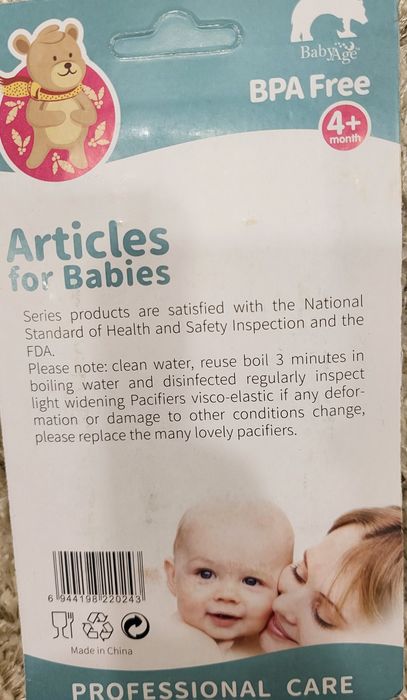 BabyAge
BPA Free
4+
month
Articles
for Babies
Series products are satisfied with the National
Standard of Health and Safety Inspection and the
FDA.
Please note: clean water, reuse boil 3 minutes in
boiling water and disinfected regularly inspect
light widening Pacifiers visco-elastic if any defor-
mation or damage to other conditions change,
please replace the many lovely pacifiers.
6 944198 220243
Made in China
PROFESSIONAL CARE